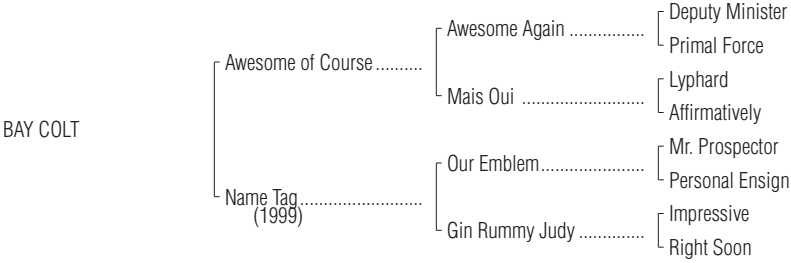 Deputy Minister
Awesome Again ................
Primal Force
Awesome of Course ..........
Lyphard
Mais Oui ..........................
Affirmatively
BAY COLT
Mr. Prospector
Our Emblem......................
Personal Ensign
Name Tag..........................
(1999)
Impressive
Gin Rummy Judy ..............
Right Soon